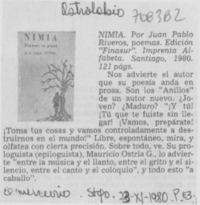 Astrolabio 708382
NIMIA
NIMIA. Por Juan Pablo
Riveros, poemas. Edición
"Finasur". Imprenta Al-
fabeta, Santiago, 1980.
121 págs.
Nos advierte el autor
que su poesía anda en
prosa. Son los "Anillos"
de un autor nuevo. ¿Jo-
ven? ¿Maduro? ¡Y tú!
¡Tú que te fuiste sin lle-
gar! ¡Vamos, prepárate!
¡Toma tus cosas y vamos controladamente a des-
truirnos en el mundo!" Libre, espontáneo, mira, y
olfatea con cierta precisión. Sobre todo, ve. Su pro-
loguista (epiloguista), Mauricio Ostria G., lo advier-
te "entre la música y el llanto, entre el grito y el si-
lencio, entre el canto y el coloquio", y todo esto "a
caballo".
El mercurio Stgo. 23-XI-1980 P. E3